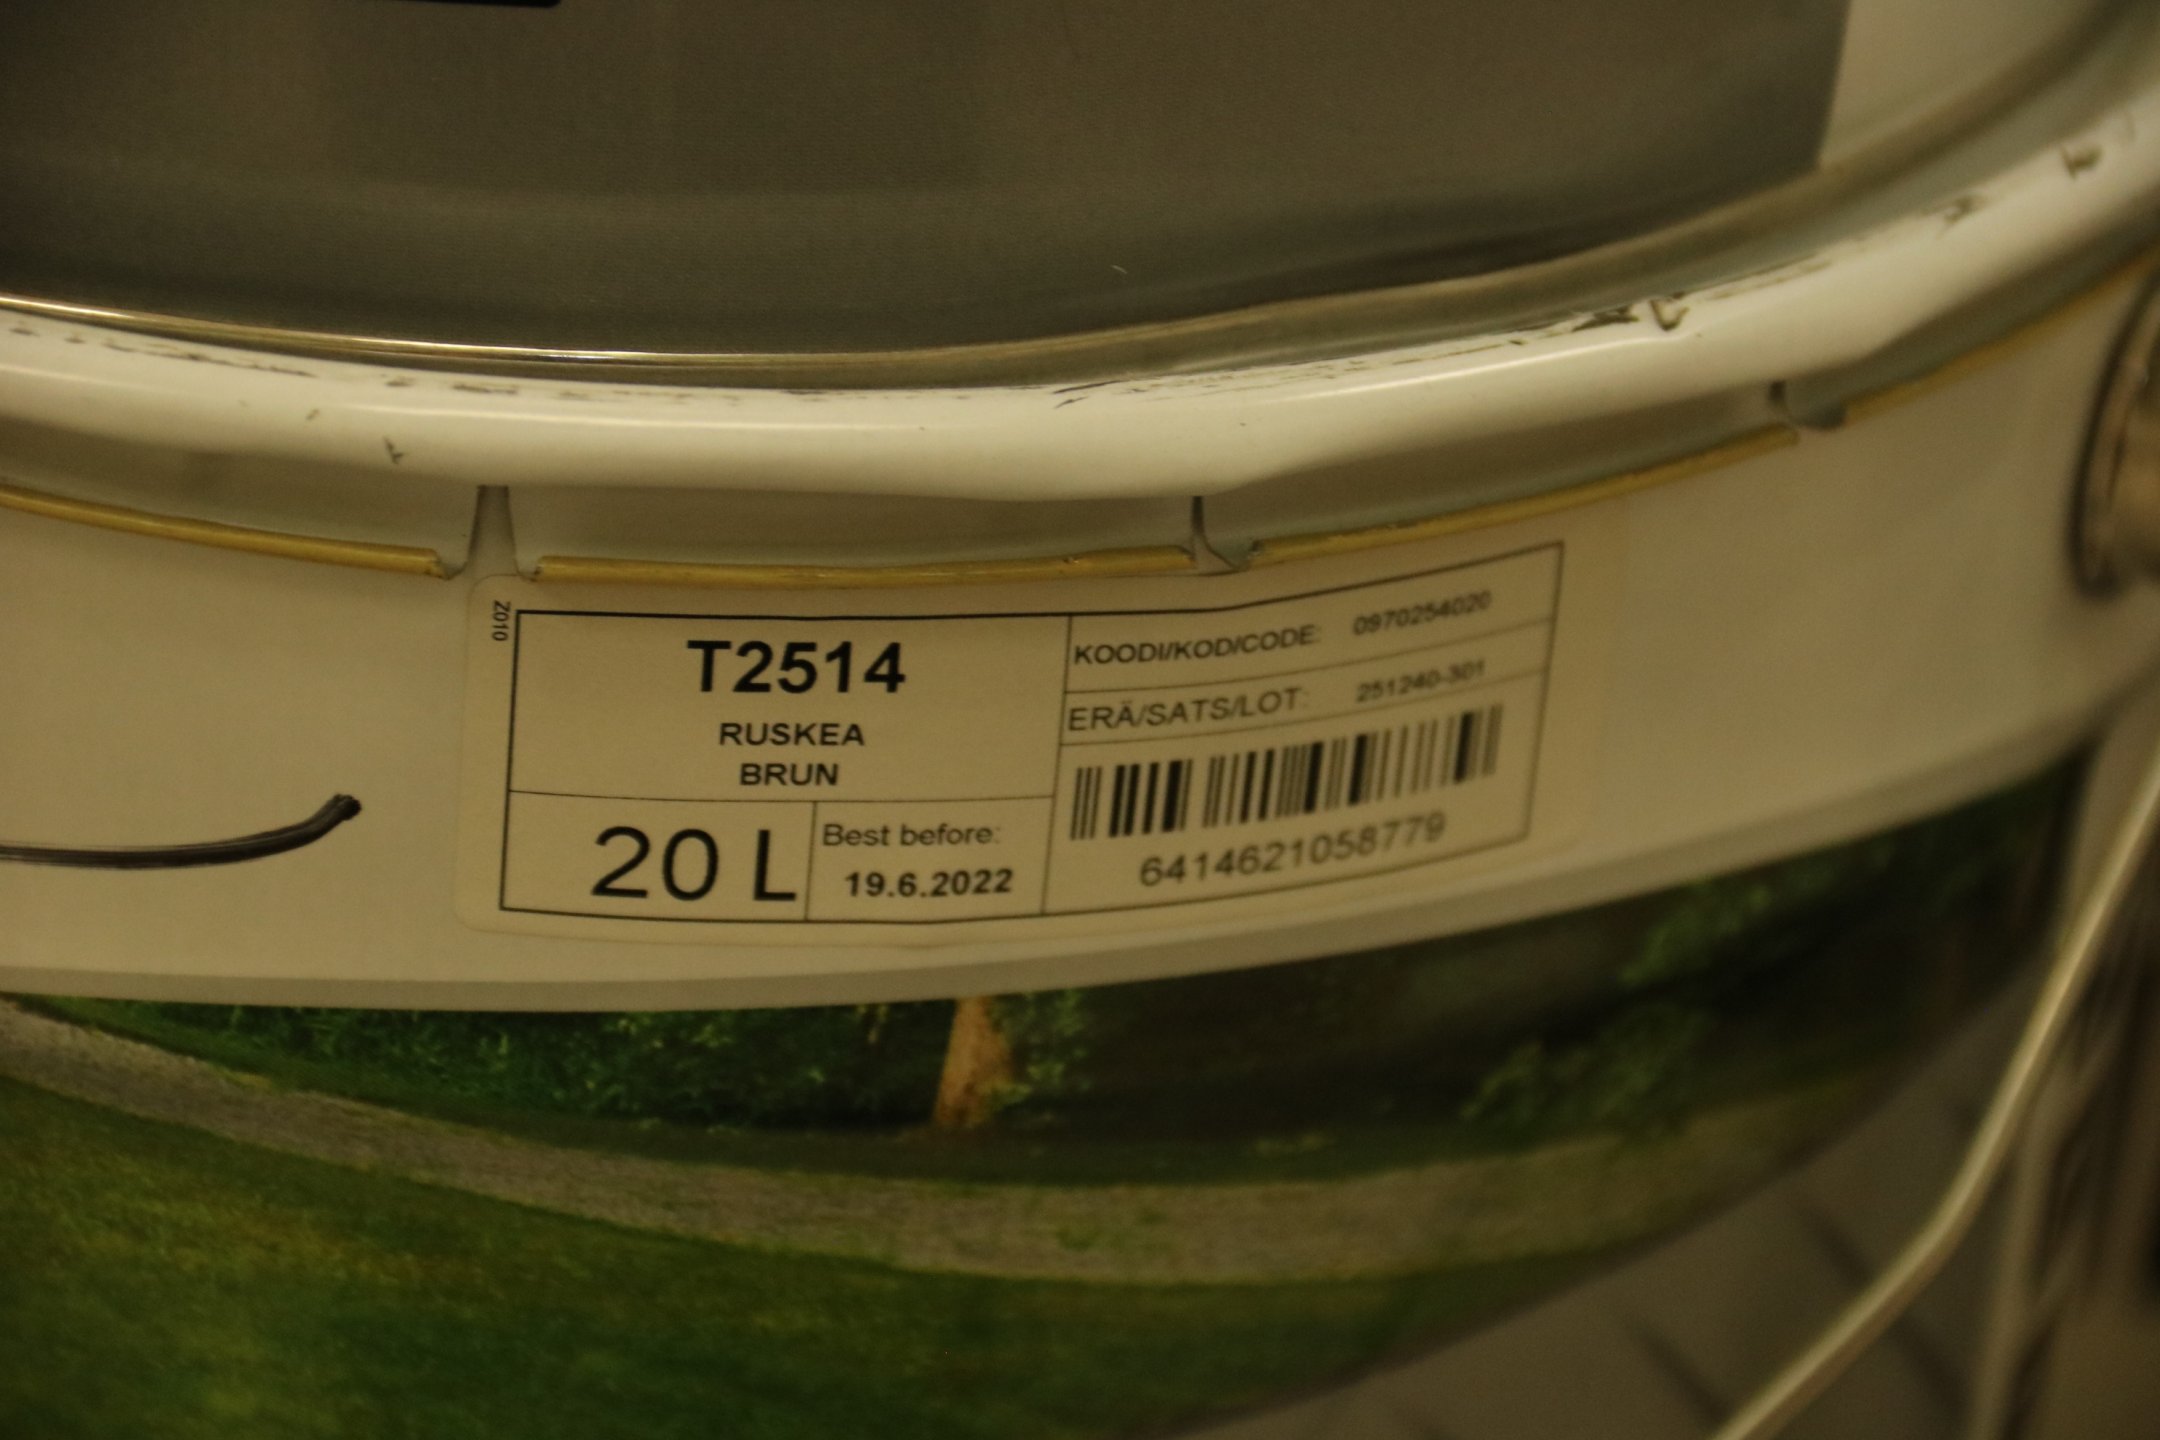 Z010
T2514
RUSKEA
BRUN
20 L
Best before:
19.6.2022
KOODI/KOD/CODE: 0970254020
ERÄ/SATS/LOT: 251240-301
6414621058779